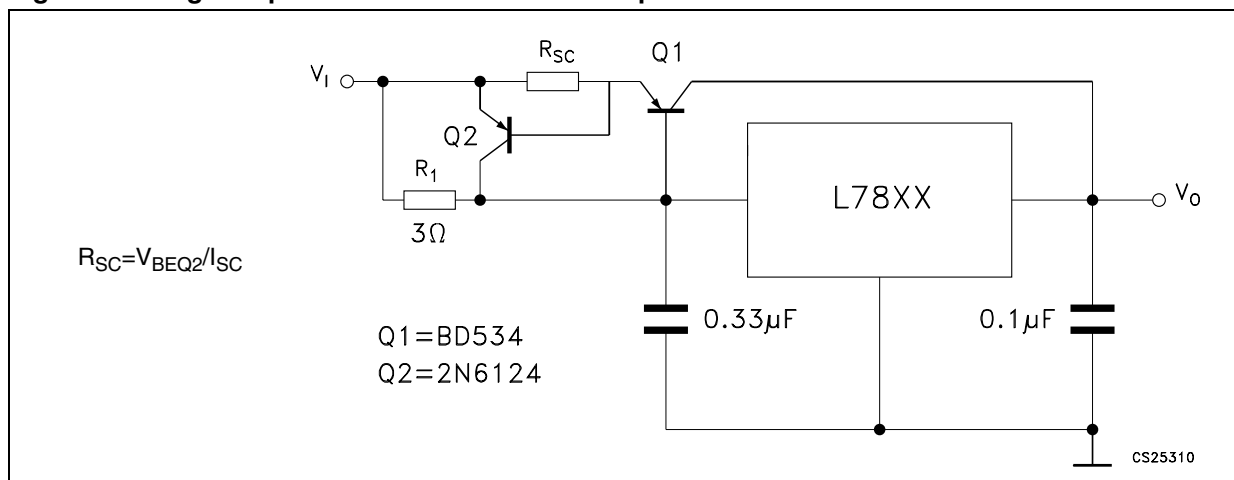 R_SC
Q1
V_I
Q2
R_1
3Ω
L78XX
V_O
R_SC=V_BEQ2/I_SC
0.33µF
0.1µF
Q1=BD534
Q2=2N6124
CS25310